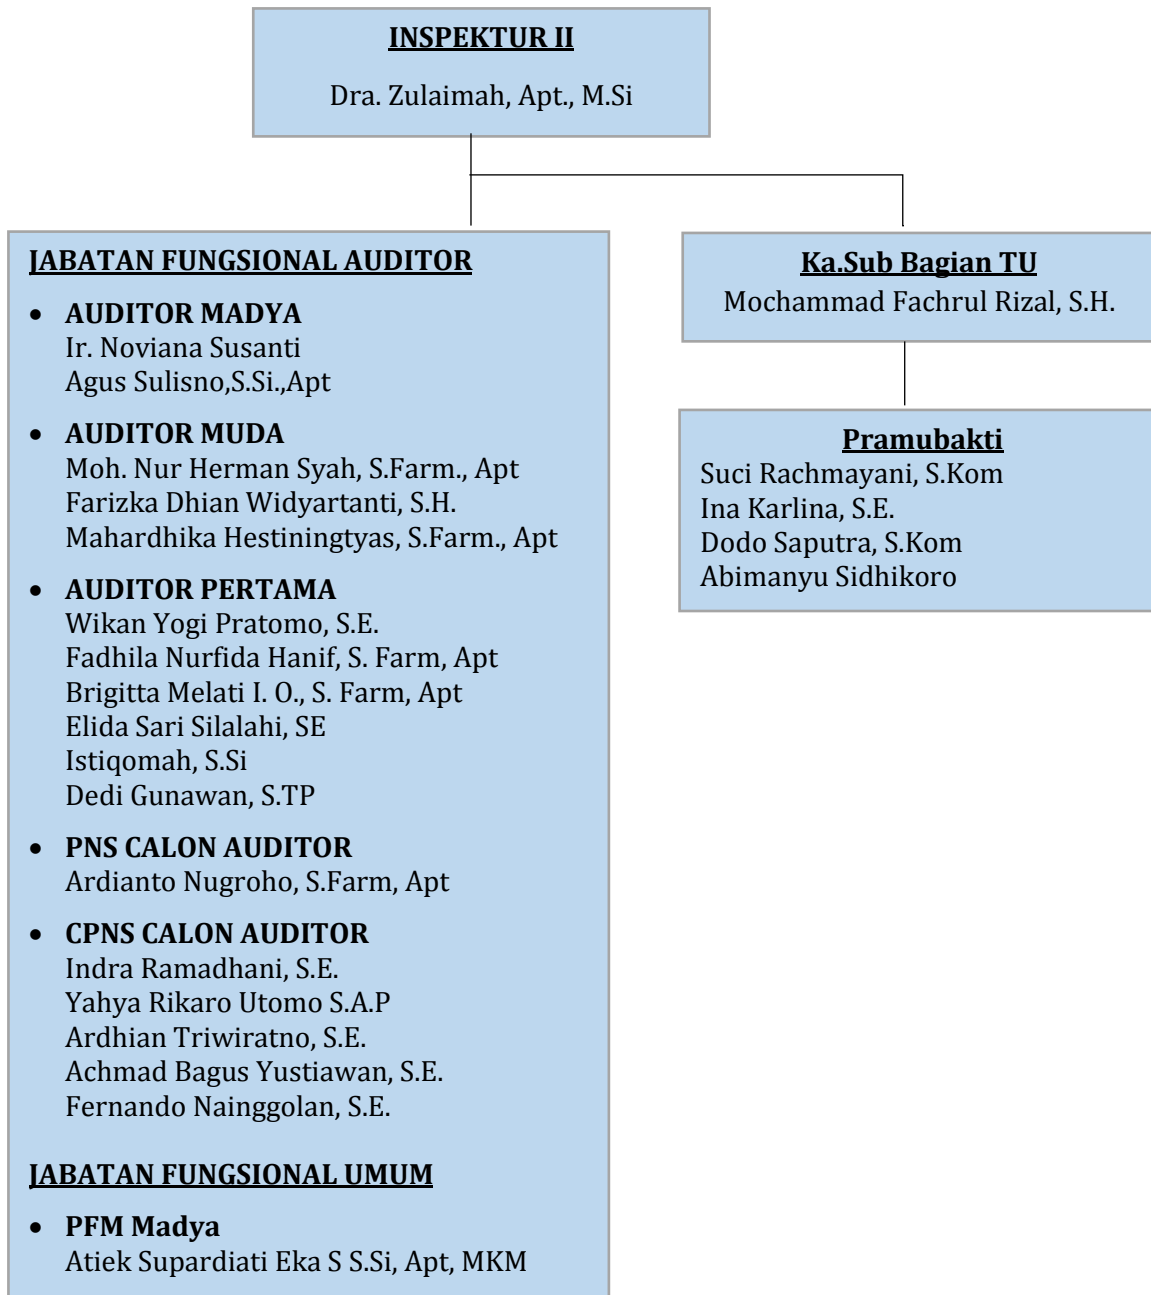 INSPEKTUR II
Dra. Zulaimah, Apt., M.Si
JABATAN FUNGSIONAL AUDITOR
• AUDITOR MADYA
Ir. Noviana Susanti
Agus Sulisno,S.Si.,Apt
• AUDITOR MUDA
Moh. Nur Herman Syah, S.Farm., Apt
Farizka Dhian Widyartanti, S.H.
Mahardhika Hestiningtyas, S.Farm., Apt
• AUDITOR PERTAMA
Wikan Yogi Pratomo, S.E.
Fadhila Nurfida Hanif, S. Farm, Apt
Brigitta Melati I. O., S. Farm, Apt
Elida Sari Silalahi, SE
Istiqomah, S.Si
Dedi Gunawan, S.TP
• PNS CALON AUDITOR
Ardianto Nugroho, S.Farm, Apt
• CPNS CALON AUDITOR
Indra Ramadhani, S.E.
Yahya Rikaro Utomo S.A.P
Ardhian Triwiratno, S.E.
Achmad Bagus Yustiawan, S.E.
Fernando Nainggolan, S.E.
JABATAN FUNGSIONAL UMUM
• PFM Madya
Atiek Supardiati Eka S S.Si, Apt, MKM
Ka.Sub Bagian TU
Mochammad Fachrul Rizal, S.H.
Pramubakti
Suci Rachmayani, S.Kom
Ina Karlina, S.E.
Dodo Saputra, S.Kom
Abimanyu Sidhikoro